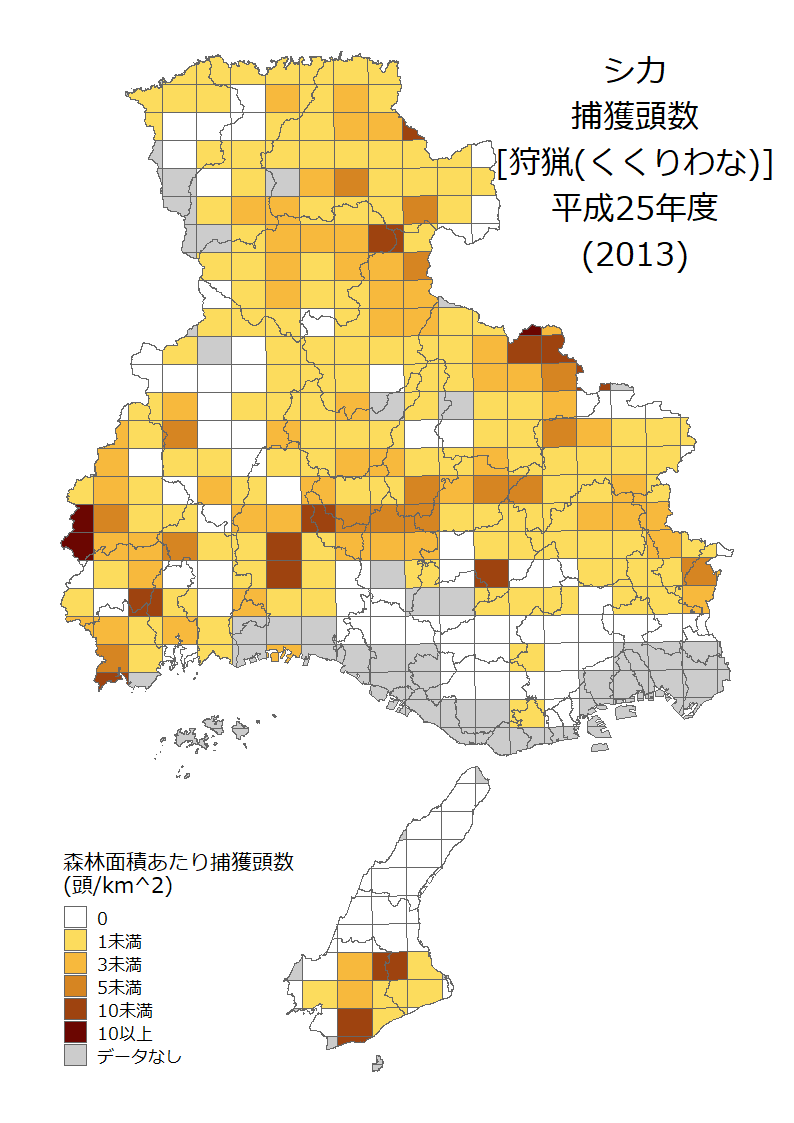 シカ
捕獲頭数
[狩猟(くくりわな)]
平成25年度
(2013)
森林面積あたり捕獲頭数
(頭/km^2)
0
1未満
3未満
5未満
10未満
10以上
データなし